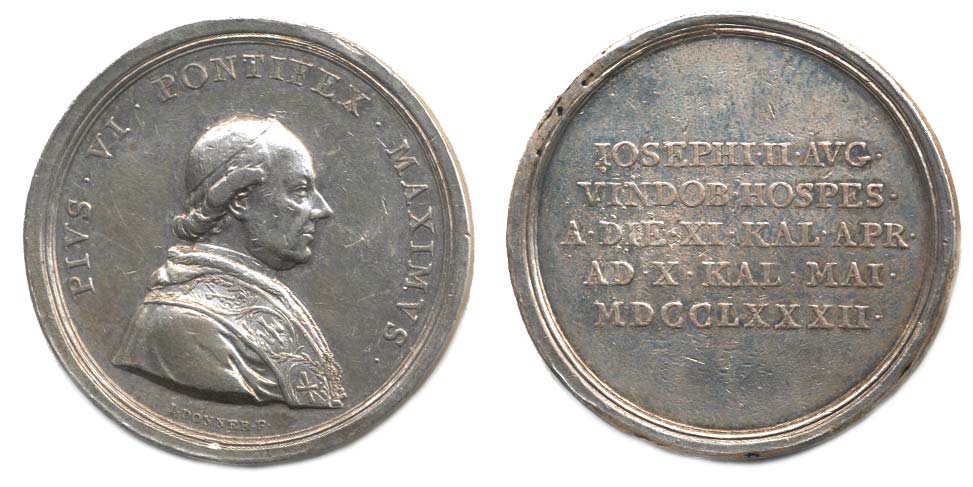 PIVS · VI PONTIFEX · MAXIMVS ·
I. DONNER · F.
IOSEPHI · II · AVG ·
VINDOB · HOSPES ·
A · DIE · XI · KAL · APR ·
AD · X · KAL · MAI ·
MDCCLXXXII ·